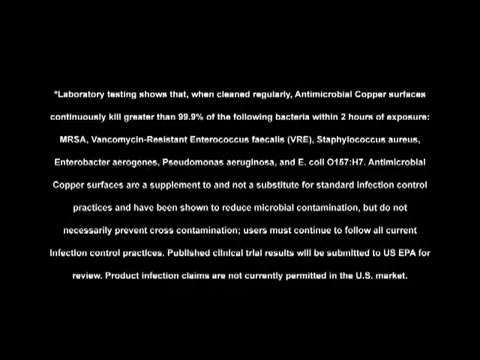 *Laboratory testing shows that, when cleaned regularly, Antimicrobial Copper surfaces
continuously kill greater than 99.9% of the following bacteria within 2 hours of exposure:
MRSA, Vancomycin-Resistant Enterococcus faecalis (VRE), Staphylococcus aureus,
Enterobacter aerogenes, Pseudomonas aeruginosa, and E. coli O157:H7. Antimicrobial
Copper surfaces are a supplement to and not a substitute for standard infection control
practices and have been shown to reduce microbial contamination, but do not
necessarily prevent cross contamination; users must continue to follow all current
infection control practices. Published clinical trial results will be submitted to US EPA for
review. Product infection claims are not currently permitted in the U.S. market.